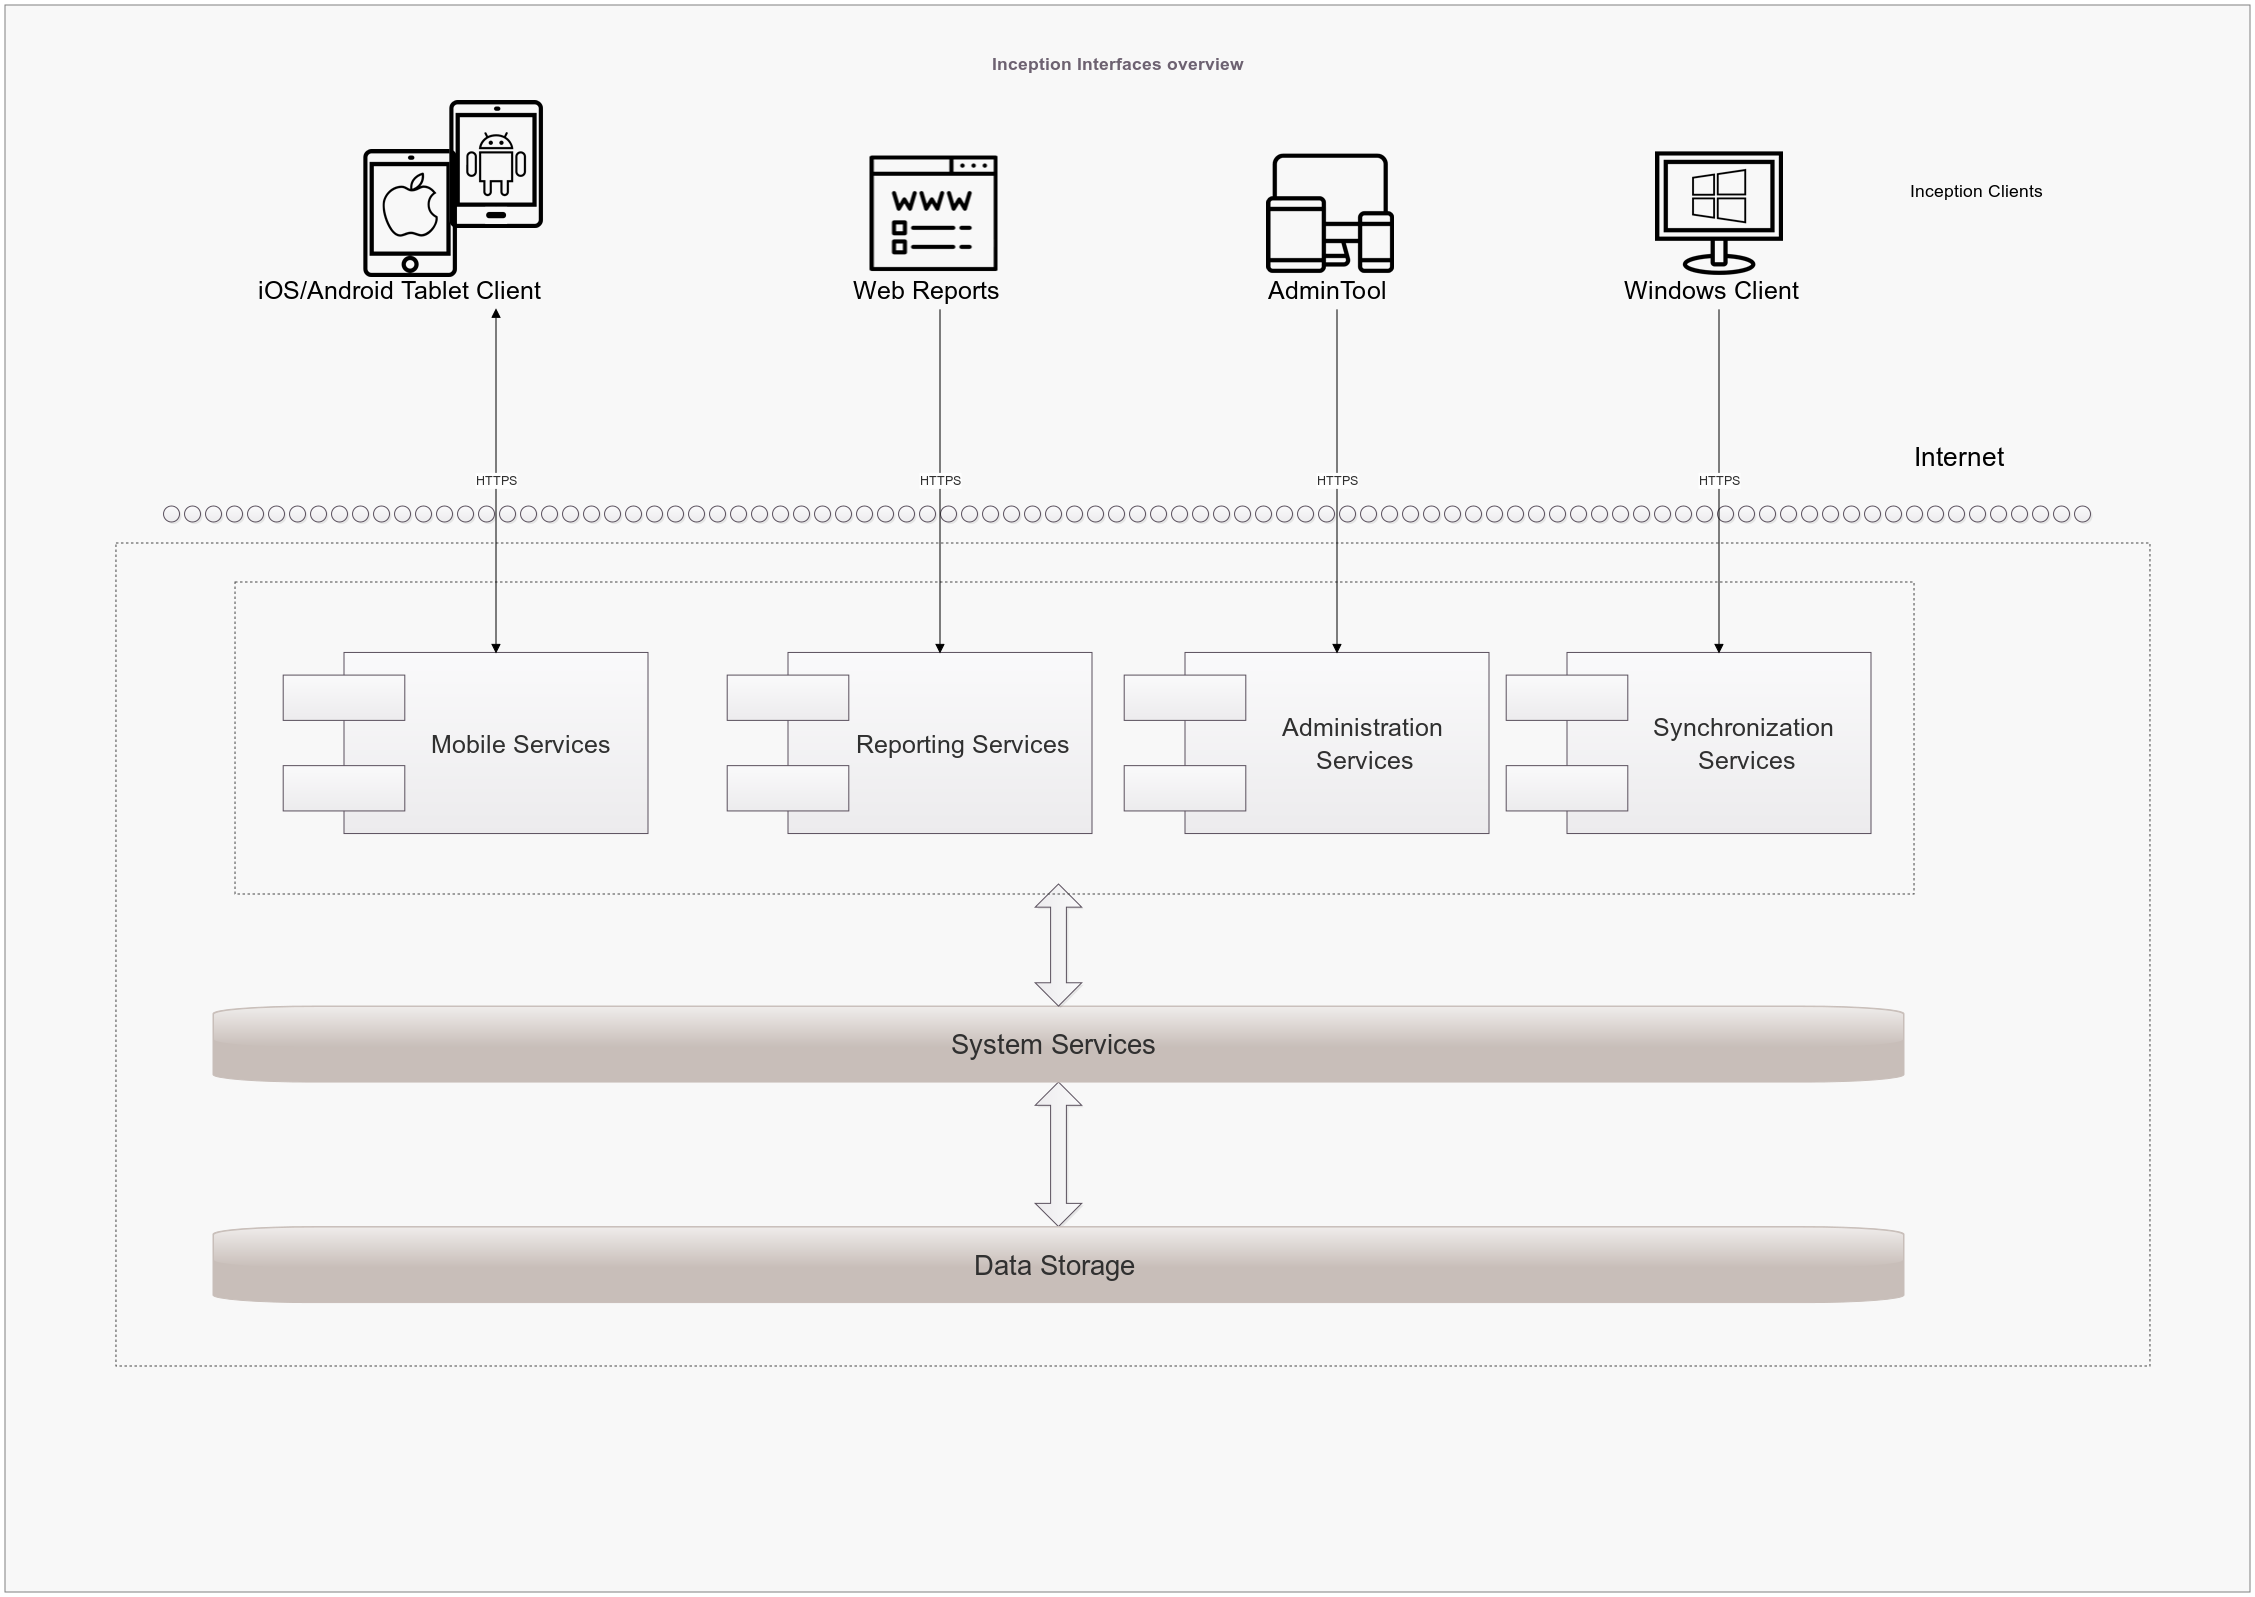 Inception Interfaces overview
WWW
Inception Clients
iOS/Android Tablet Client
Web Reports
AdminTool
Windows Client
Internet
HTTPS
HTTPS
HTTPS
HTTPS
Mobile Services
Reporting Services
Administration
Services
Synchronization
Services
System Services
Data Storage